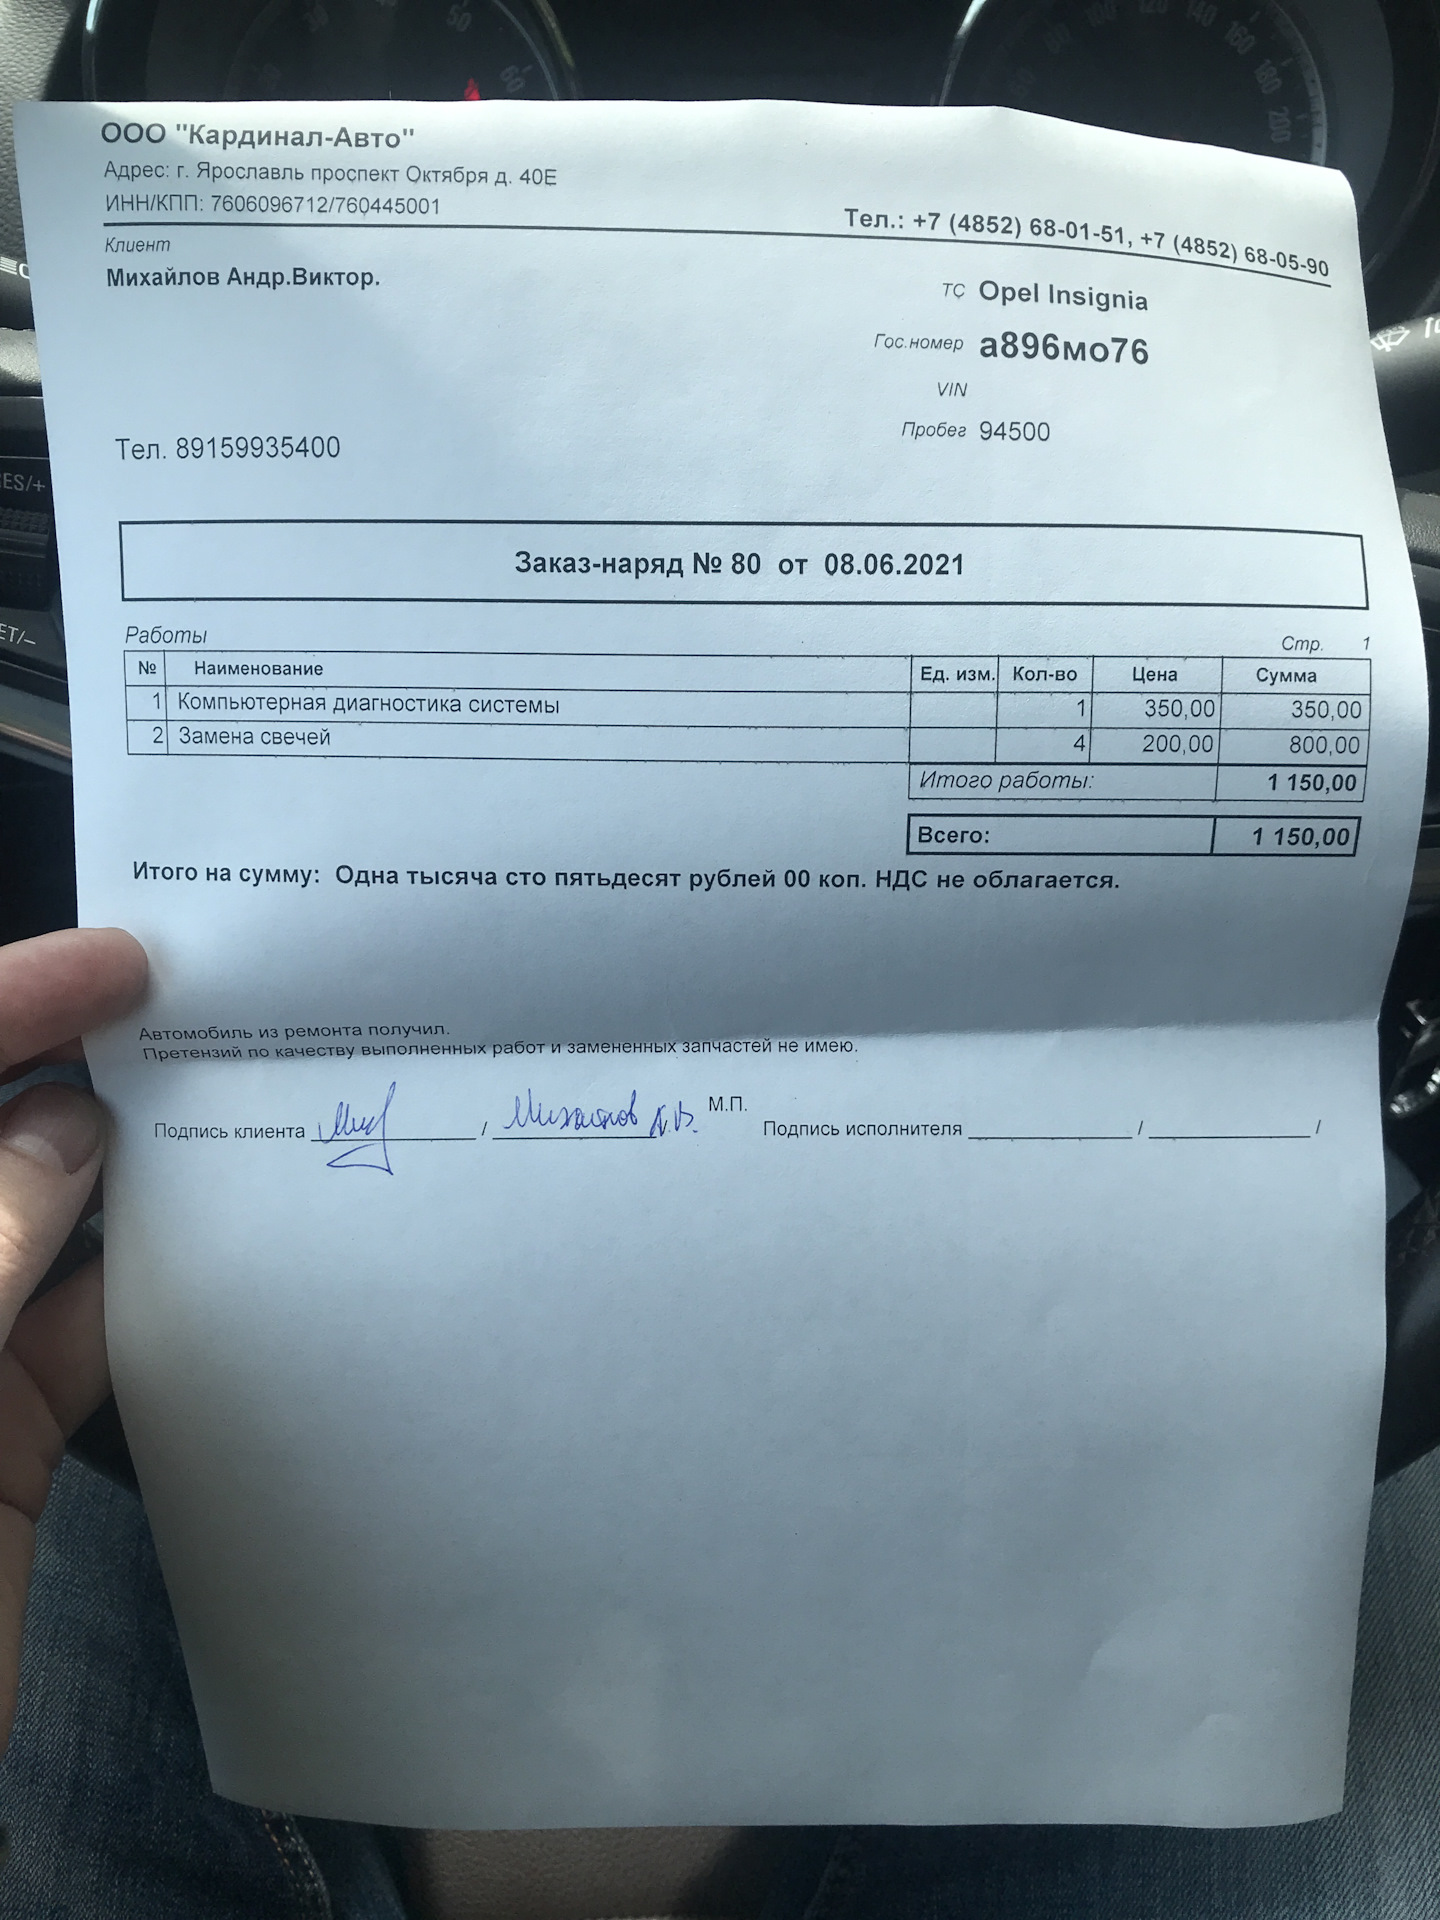 ООО "Кардинал-Авто"
Адрес: г. Ярославль проспект Октября д. 40Е
ИНН/КПП: 7606096712/760445001
Тел.: +7 (4852) 68-01-51, +7 (4852) 68-05-90
Клиент
Михайлов Андр.Виктор.
ТС Opel Insignia
Гос.номер а896мо76
VIN
Пробег 94500
Тел. 89159935400
Заказ-наряд № 80 от 08.06.2021
Работы
Стр. 1
№ Наименование Ед. изм. Кол-во Цена Сумма
1 Компьютерная диагностика системы 1 350,00 350,00
2 Замена свечей 4 200,00 800,00
Итого работы: 1 150,00
Всего: 1 150,00
Итого на сумму: Одна тысяча сто пятьдесят рублей 00 коп. НДС не облагается.
Автомобиль из ремонта получил.
Претензий по качеству выполненных работ и замененных запчастей не имею.
М.П.
Подпись клиента / Михайлов А.В. Подпись исполнителя / /